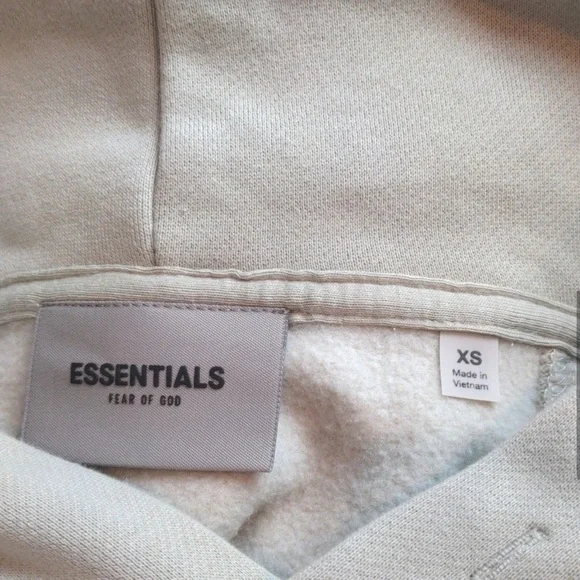 ESSENTIALS
FEAR OF GOD
XS
Made in
Vietnam